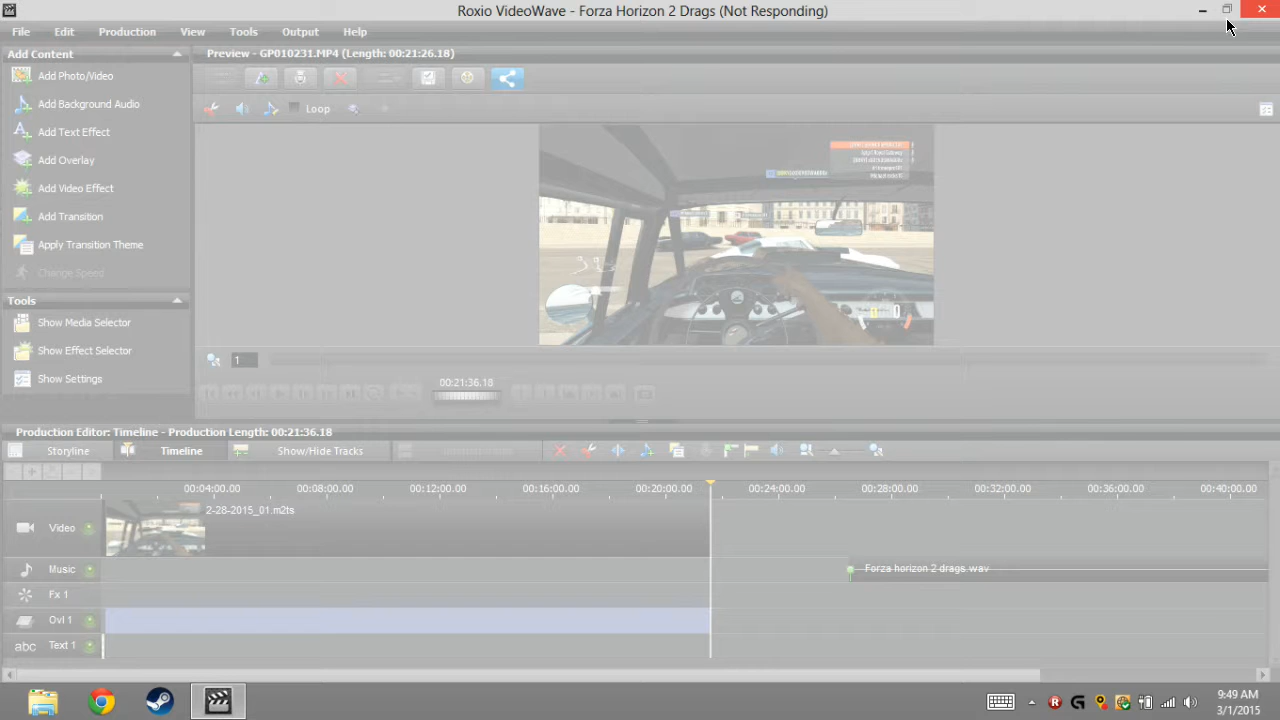 Roxio VideoWave - Forza Horizon 2 Drags (Not Responding)
File Edit Production View Tools Output Help
Add Content
Add Photo/Video
Add Background Audio
Add Text Effect
Add Overlay
Add Video Effect
Add Transition
Apply Transition Theme
Change Speed
Tools
Show Media Selector
Show Effect Selector
Show Settings
Preview - GP010231.MP4 (Length: 00:21:26.18)
Loop
1
00:21:36.18
Production Editor: Timeline - Production Length: 00:21:36.18
Storyline Timeline Show/Hide Tracks
00:04:00.00 00:08:00.00 00:12:00.00 00:16:00.00 00:20:00.00 00:24:00.00 00:28:00.00 00:32:00.00 00:36:00.00 00:40:00.00
Video 2-28-2015_01.m2ts
Music Forza horizon 2 drags.wav
Fx 1
Ovl 1
abc Text 1
9:49 AM
3/1/2015